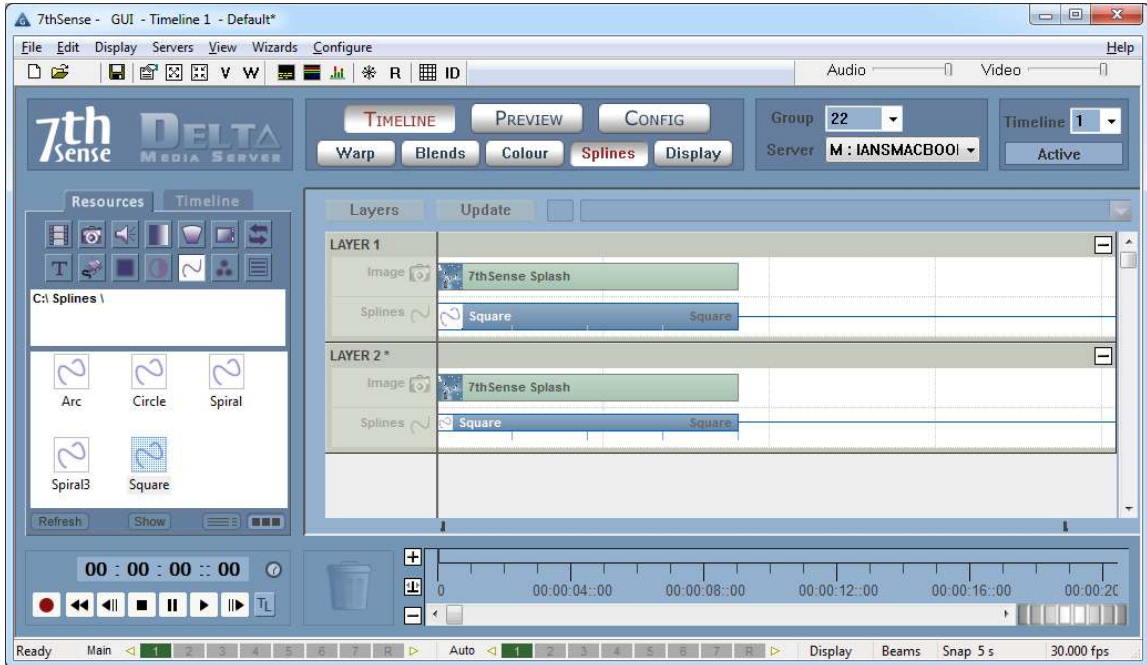 7thSense - GUI - Timeline 1 - Default*
File Edit Display Servers View Wizards Configure Help
V W R ID Audio Video
7th Sense DELTA MEDIA SERVER
TIMELINE PREVIEW CONFIG
Warp Blends Colour Splines Display
Group 22
Server M : IANSMACBOOI
Timeline 1
Active
Resources Timeline
T
C:\ Splines \
Arc Circle Spiral
Spiral3 Square
Refresh Show
Layers Update
LAYER 1
Image 7thSense Splash
Splines Square Square
LAYER 2 *
Image 7thSense Splash
Splines Square Square
00 : 00 : 00 :: 00
TL
0 00:00:04::00 00:00:08::00 00:00:12::00 00:00:16::00 00:00:20
Ready Main 1 2 3 4 5 6 7 R Auto 1 2 3 4 5 6 7 R Display Beams Snap 5 s 30.000 fps